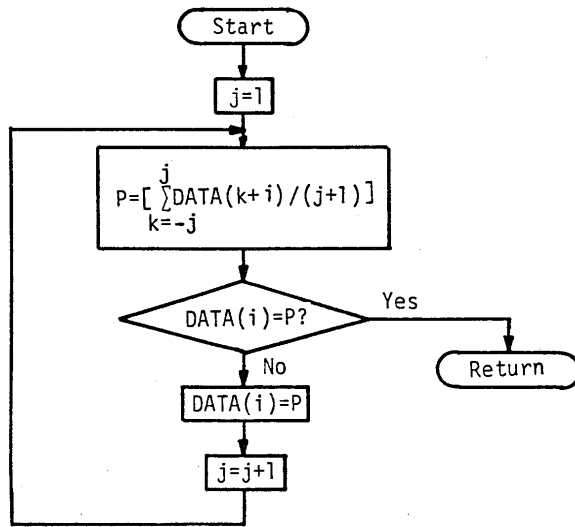 Start
j=1
j
P=[ ∑DATA(k+i)/(j+1)]
k=-j
DATA(i)=P?
Yes
No
Return
DATA(i)=P
j=j+1